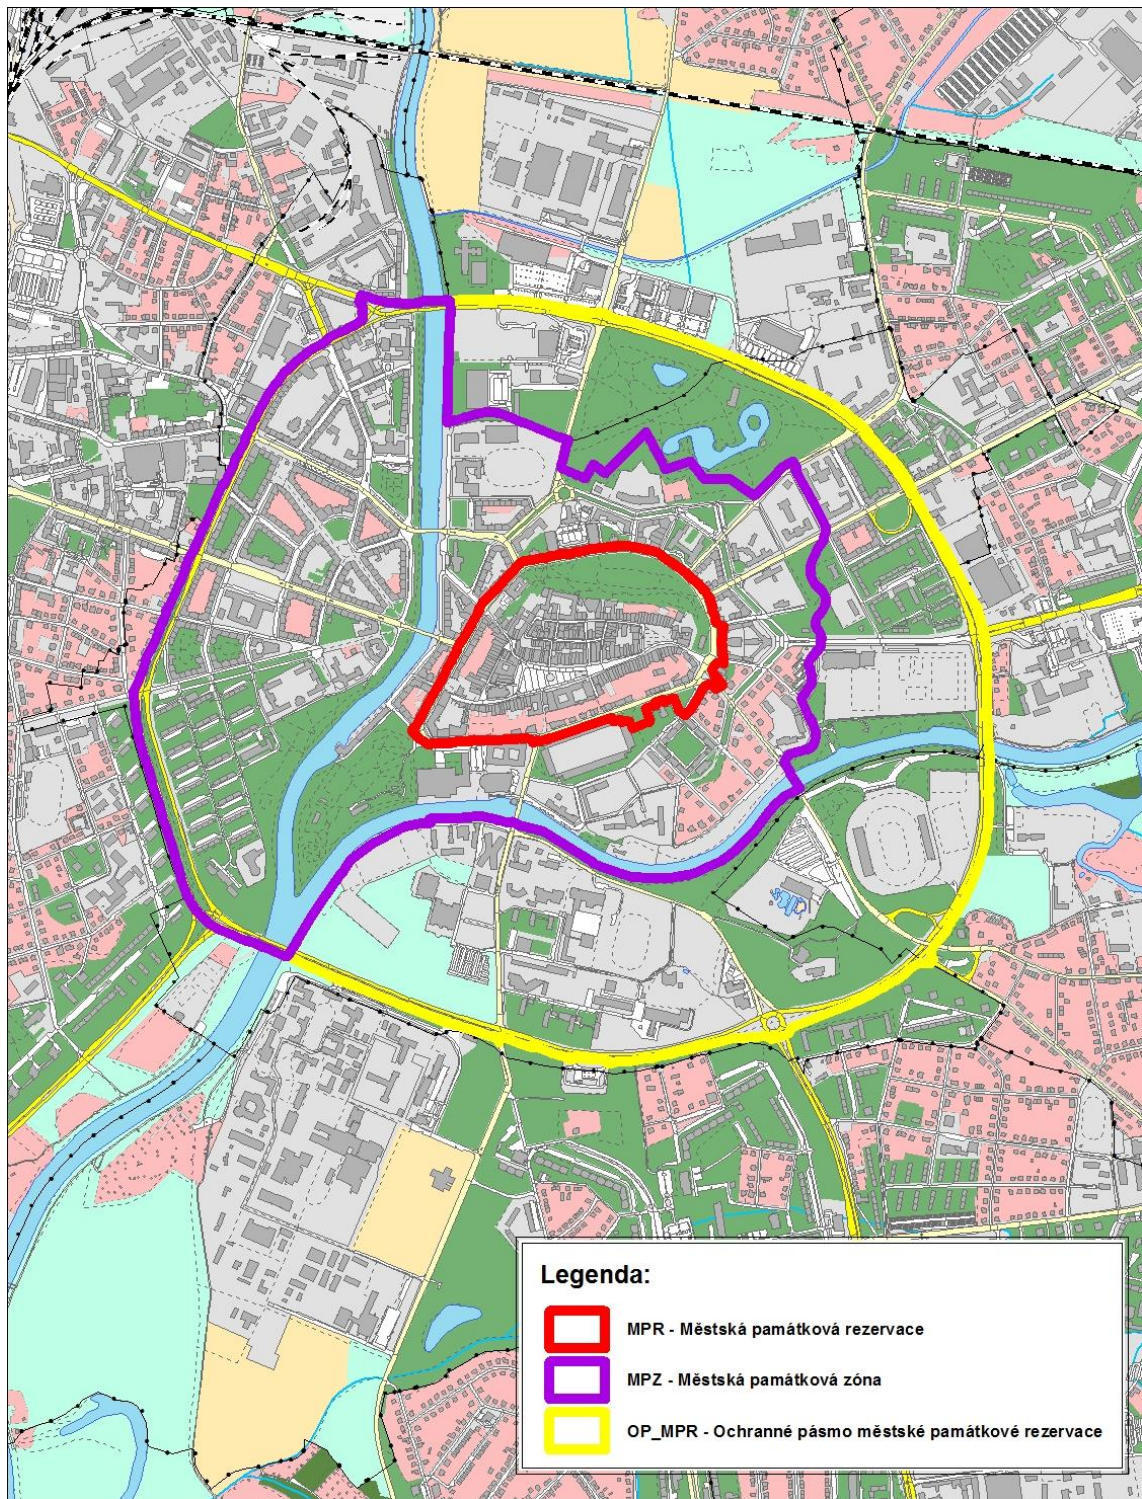 Legenda:
MPR - Městská památková rezervace
MPZ - Městská památková zóna
OP_MPR - Ochranné pásmo městské památkové rezervace